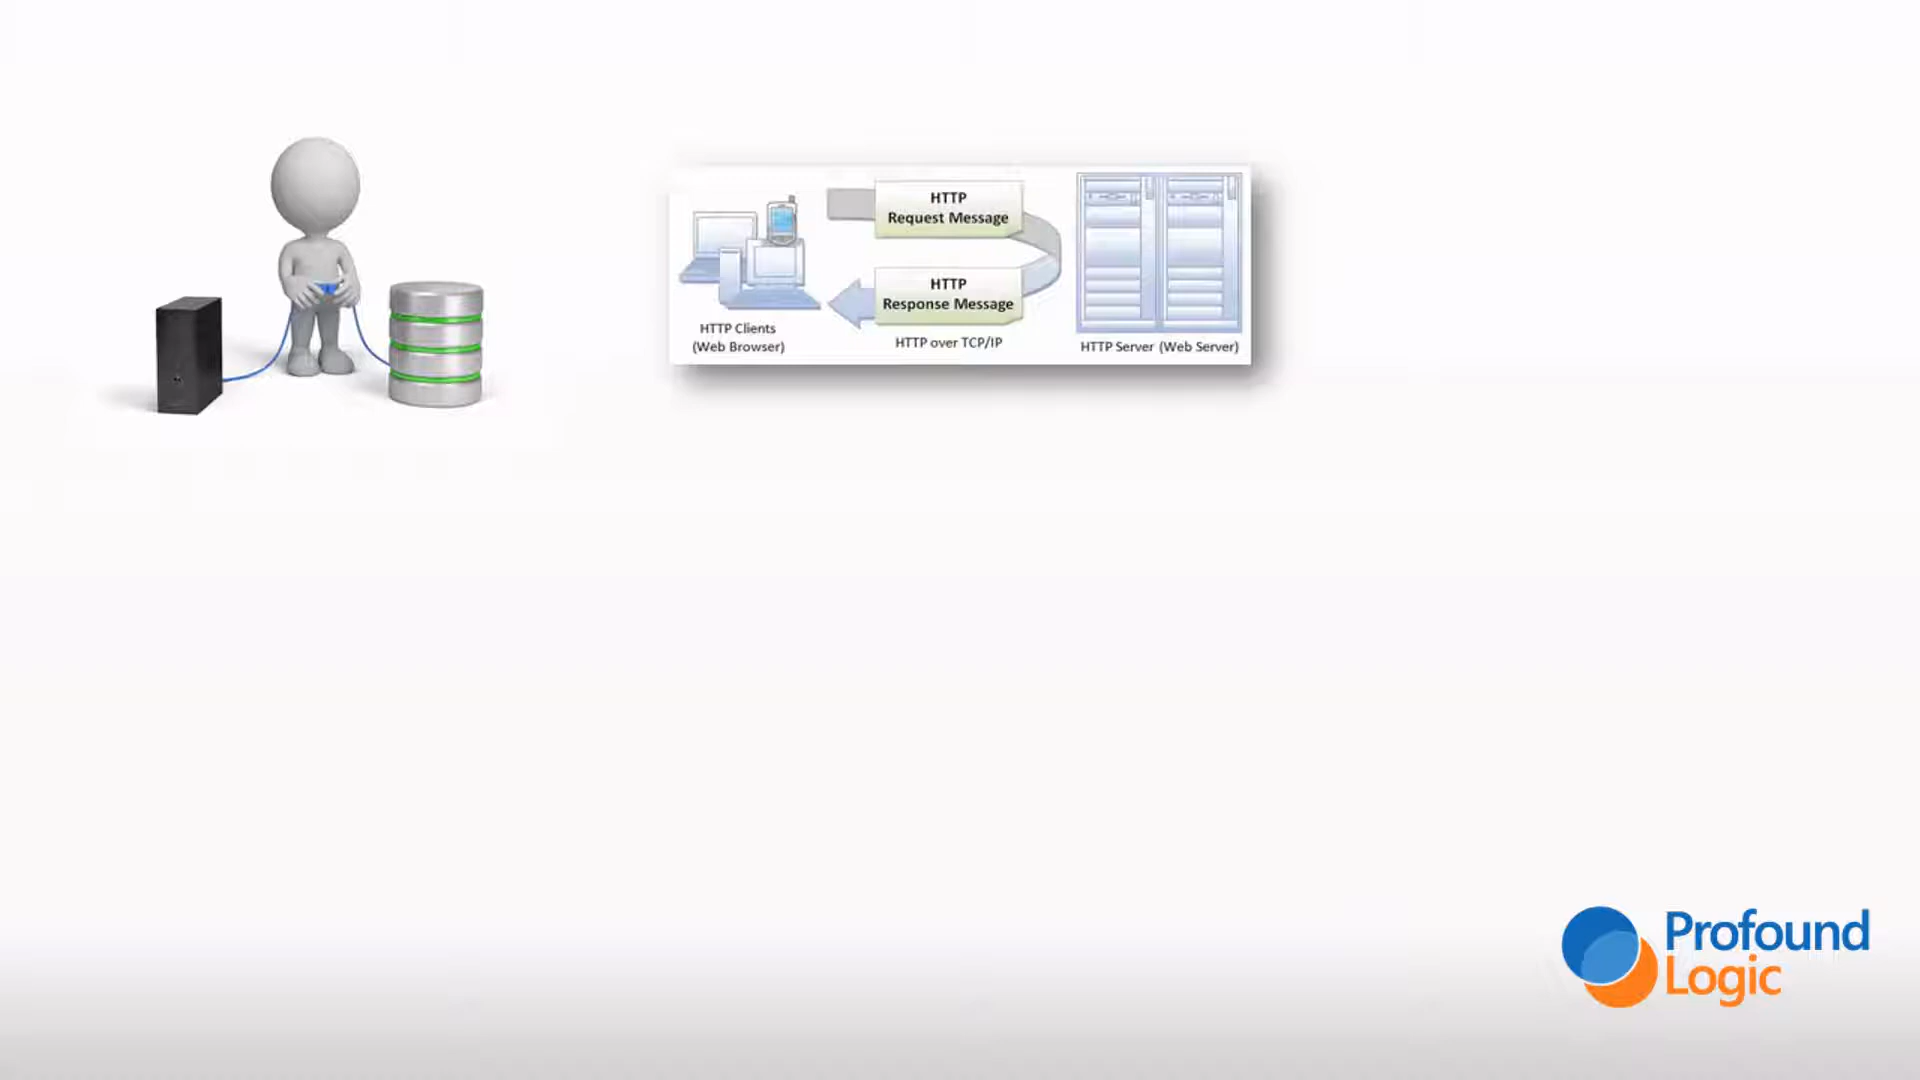 HTTP
Request Message
HTTP
Response Message
HTTP Clients
(Web Browser)
HTTP over TCP/IP
HTTP Server (Web Server)
Profound
Logic